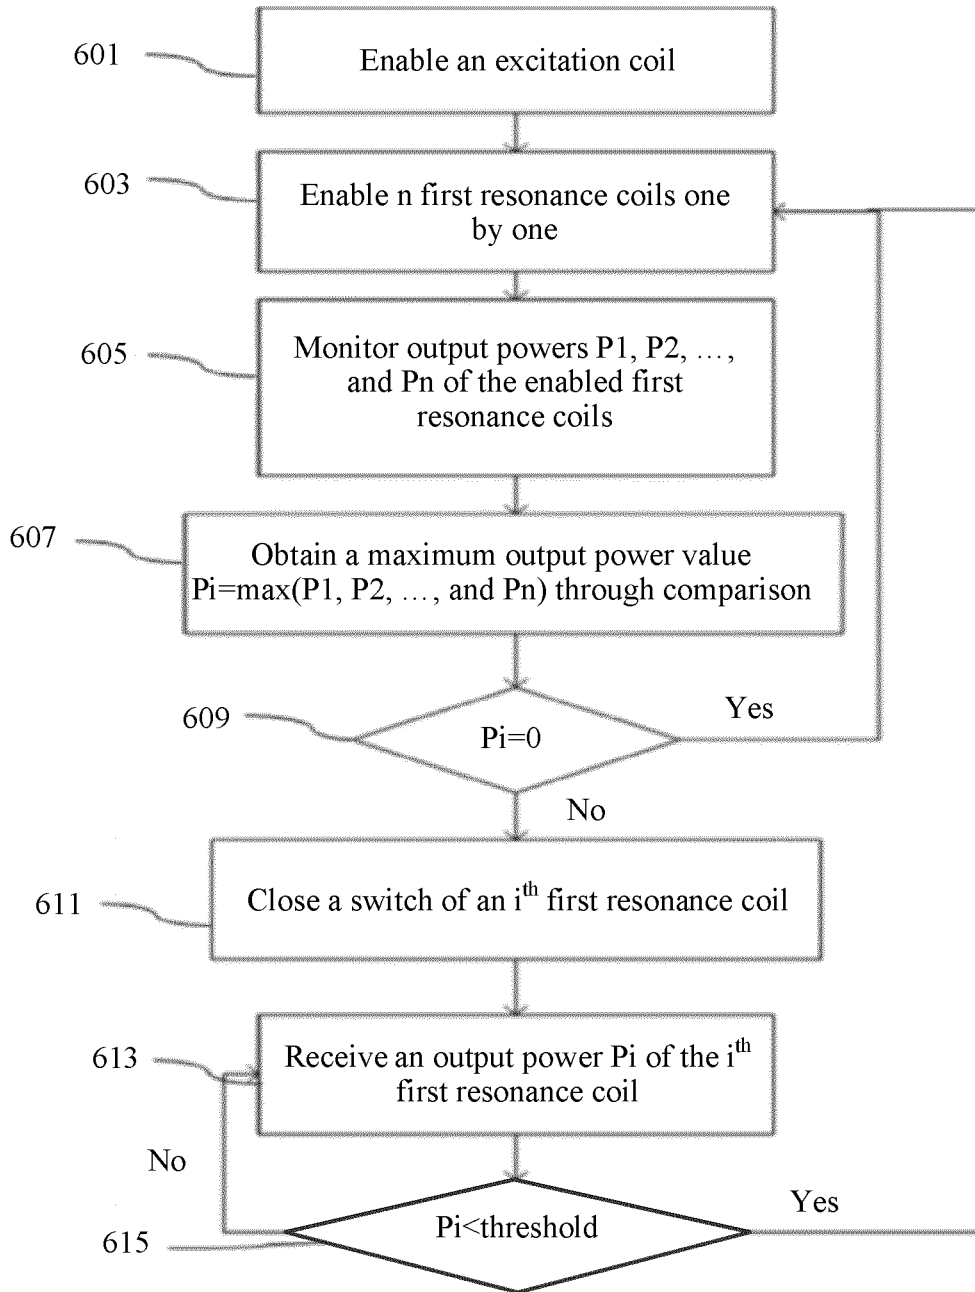 601
Enable an excitation coil
603
Enable n first resonance coils one
by one
605
Monitor output powers P1, P2, …,
and Pn of the enabled first
resonance coils
607
Obtain a maximum output power value
Pi=max(P1, P2, …, and Pn) through comparison
609
Pi=0
Yes
No
611
Close a switch of an iᵗʰ first resonance coil
613
Receive an output power Pi of the iᵗʰ
first resonance coil
No
615
Pi<threshold
Yes